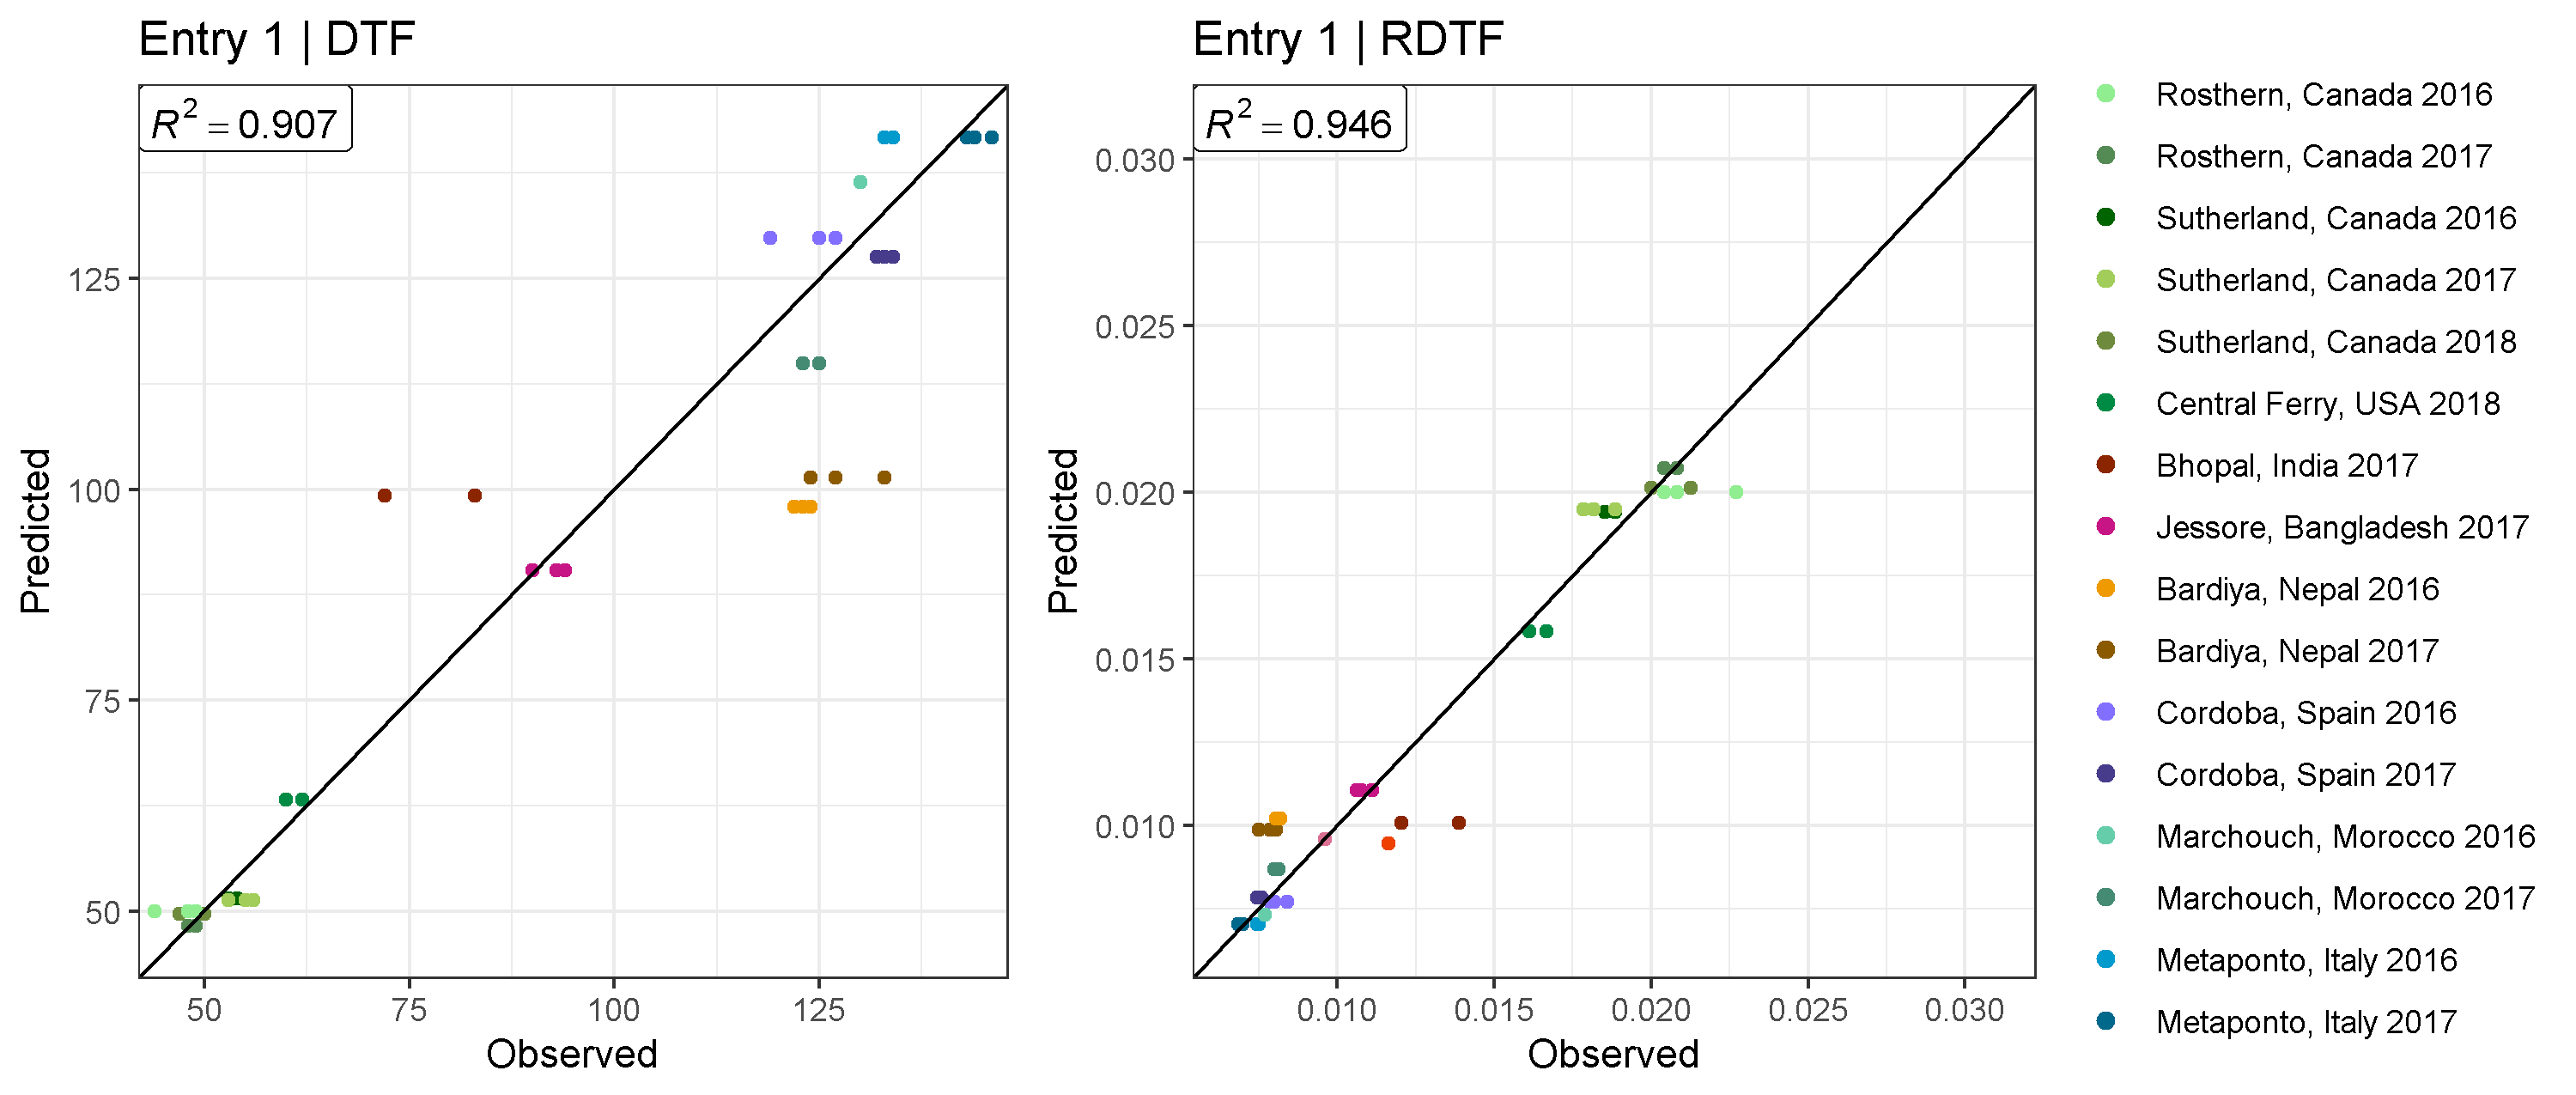 Entry 1 | DTF
R² = 0.907
125
100
75
50
50
75
100
125
Observed
Predicted
Entry 1 | RDTF
R² = 0.946
0.030
0.025
0.020
0.015
0.010
0.010
0.015
0.020
0.025
0.030
Observed
Predicted
Rosthern, Canada 2016
Rosthern, Canada 2017
Sutherland, Canada 2016
Sutherland, Canada 2017
Sutherland, Canada 2018
Central Ferry, USA 2018
Bhopal, India 2017
Jessore, Bangladesh 2017
Bardiya, Nepal 2016
Bardiya, Nepal 2017
Cordoba, Spain 2016
Cordoba, Spain 2017
Marchouch, Morocco 2016
Marchouch, Morocco 2017
Metaponto, Italy 2016
Metaponto, Italy 2017